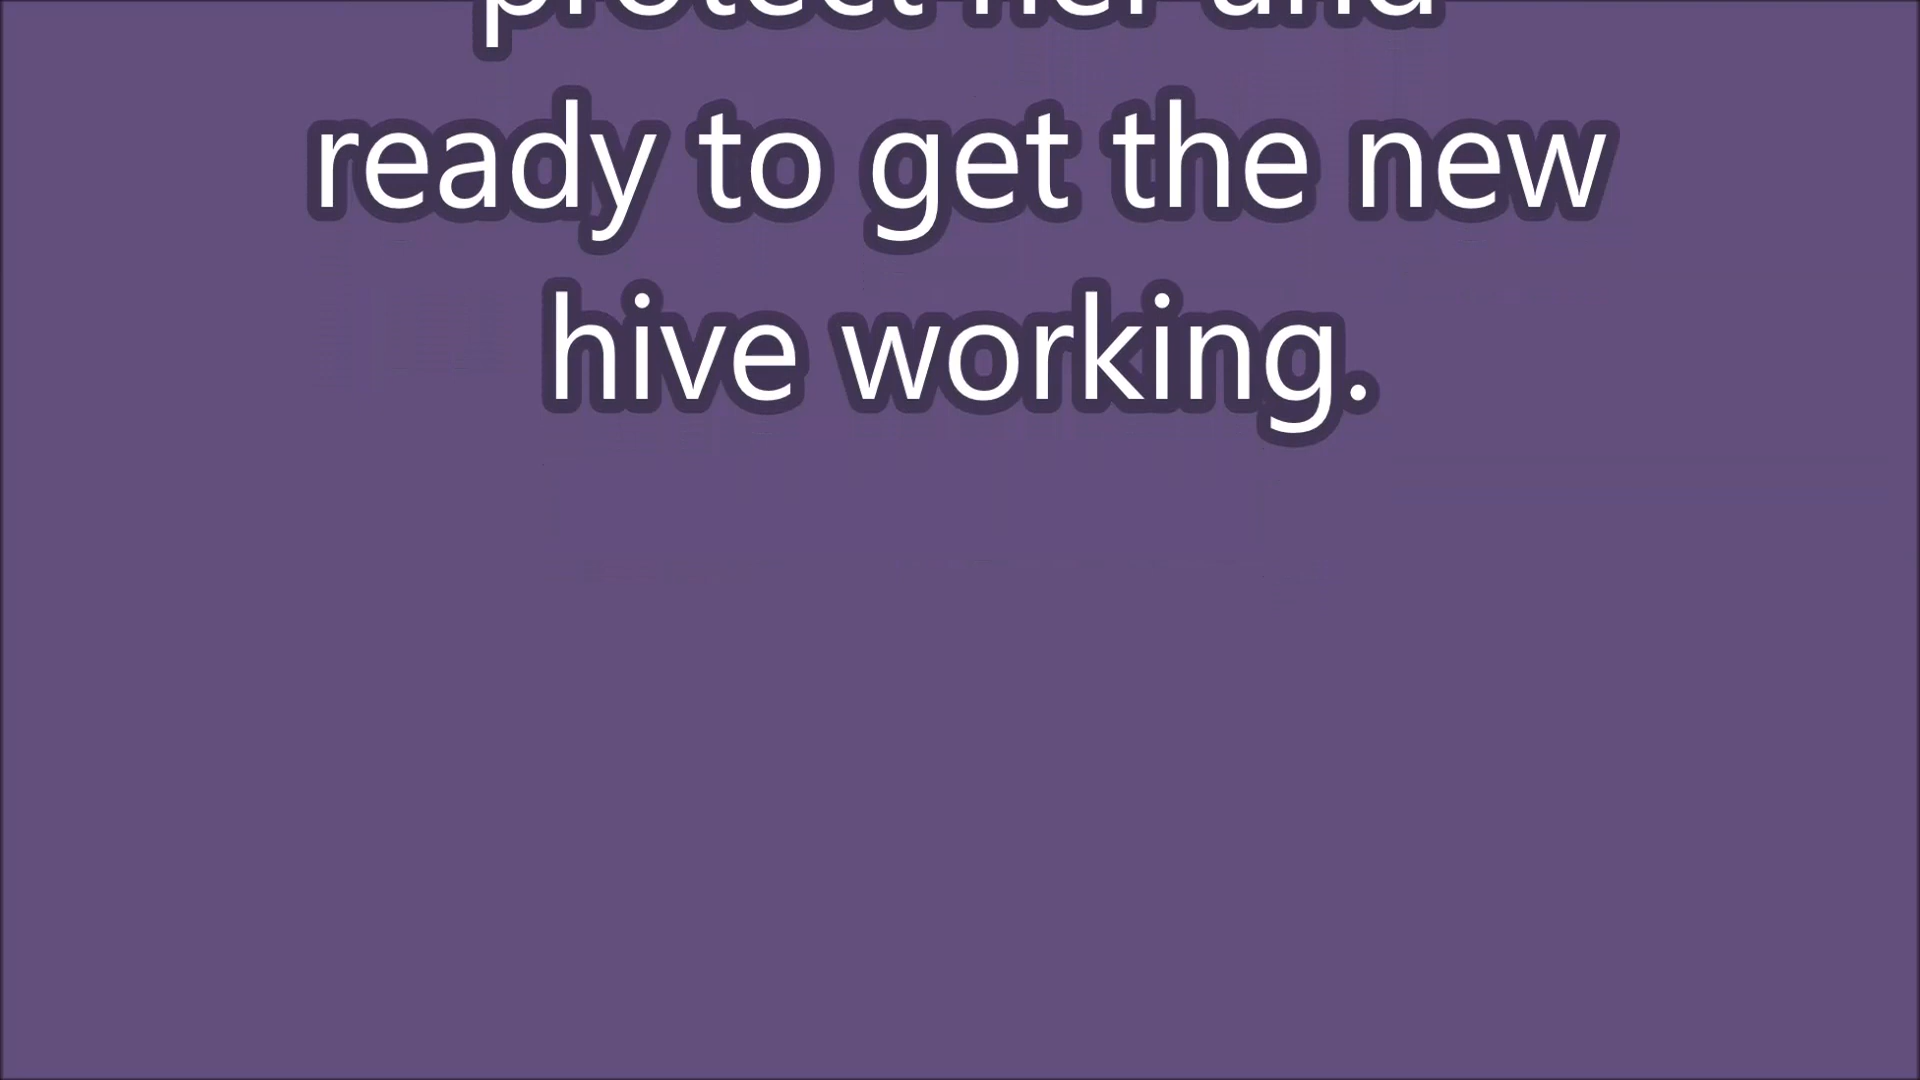 protect her and
ready to get the new
hive working.